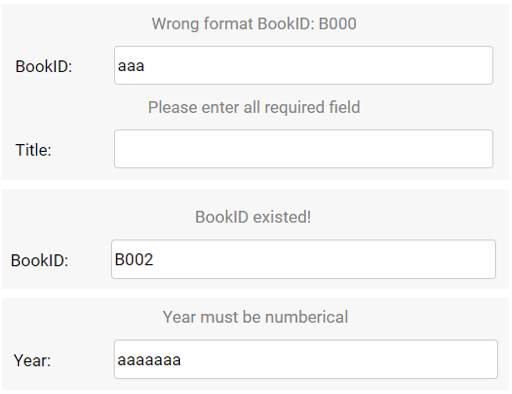 Wrong format BookID: B000
BookID: aaa
Please enter all required field
Title:
BookID existed!
BookID: B002
Year must be numberical
Year: aaaaaaa